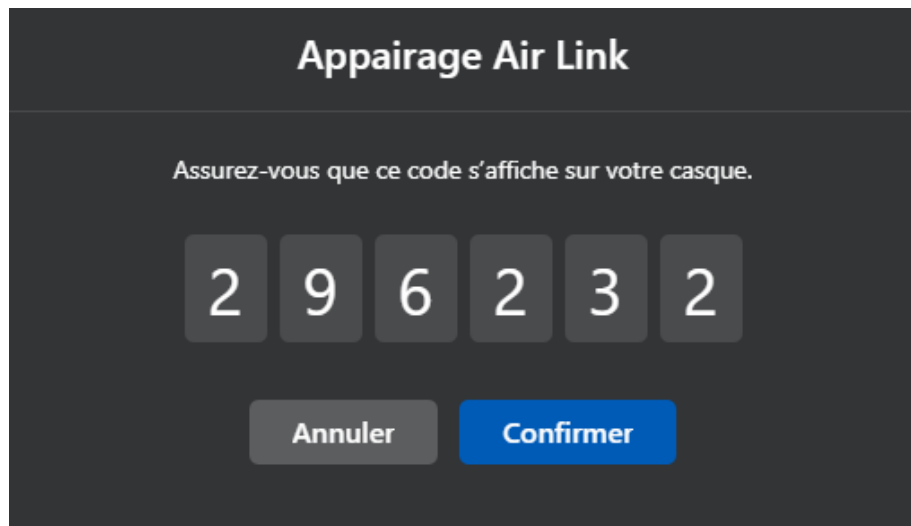 Appairage Air Link
Assurez-vous que ce code s’affiche sur votre casque.
2 9 6 2 3 2
Annuler Confirmer